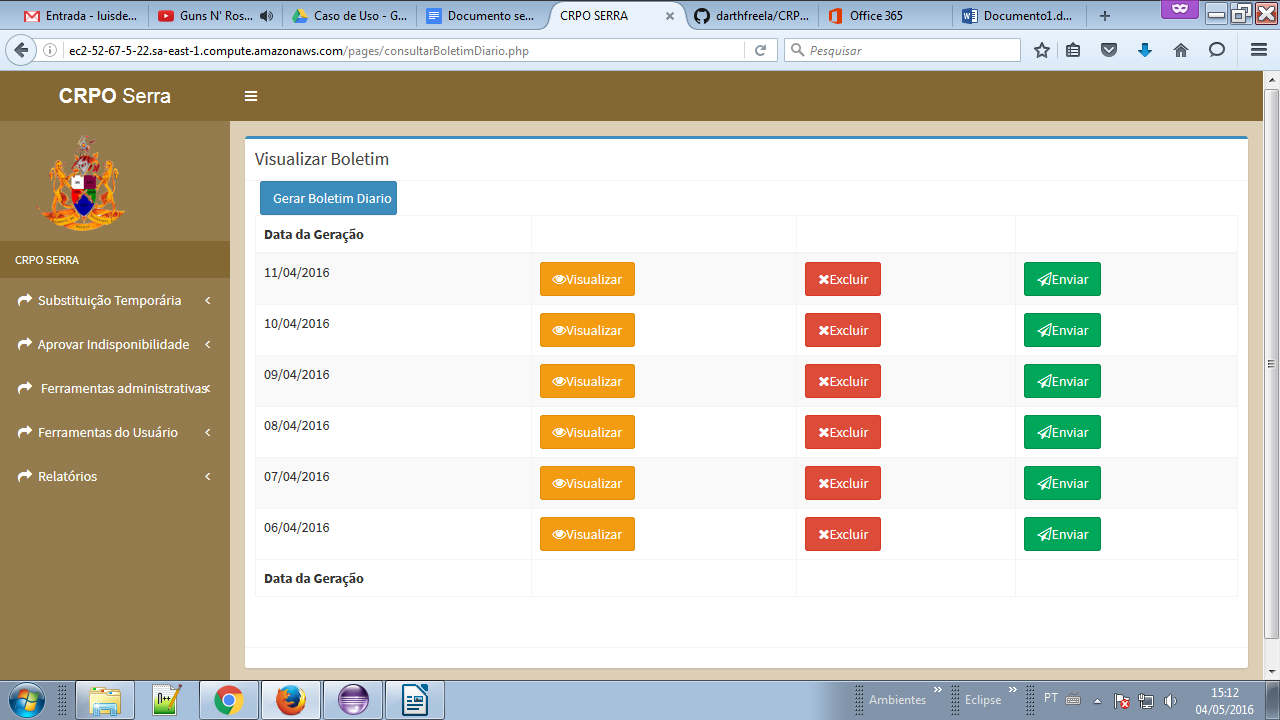 Entrada - luisde...
Guns N' Ros...
Caso de Uso - G...
Documento se...
CRPO SERRA
darthfreela/CRP...
Office 365
Documento1.d...
ec2-52-67-5-22.sa-east-1.compute.amazonaws.com/pages/consultarBoletimDiario.php
Pesquisar
CRPO Serra
CRPO SERRA
Substituição Temporária
Aprovar Indisponibilidade
Ferramentas administrativas
Ferramentas do Usuário
Relatórios
Visualizar Boletim
Gerar Boletim Diario
Data da Geração
11/04/2016 Visualizar Excluir Enviar
10/04/2016 Visualizar Excluir Enviar
09/04/2016 Visualizar Excluir Enviar
08/04/2016 Visualizar Excluir Enviar
07/04/2016 Visualizar Excluir Enviar
06/04/2016 Visualizar Excluir Enviar
Data da Geração
Ambientes
Eclipse
PT
15:12
04/05/2016